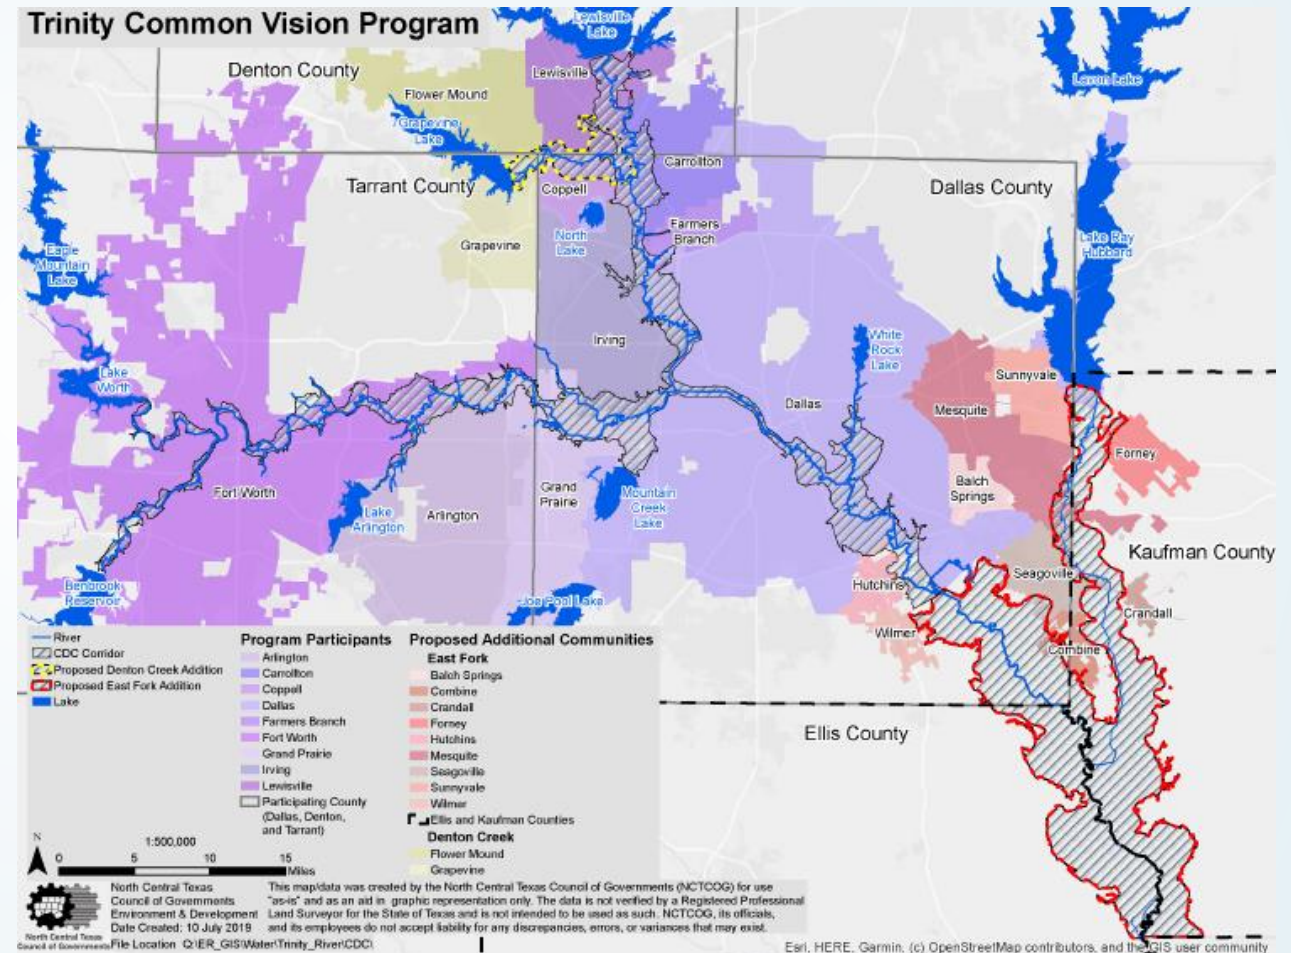 Trinity Common Vision Program
Lewisville
Lake
Denton County
Lewisville
Lavon Lake
Flower Mound
Grapevine
Lake
Carrollton
Tarrant County
Coppell
Dallas County
Farmers
Branch
North
Lake
Grapevine
Lake Ray
Hubbard
Eagle
Mountain
Lake
Irving
White
Rock
Lake
Lake
Worth
Sunnyvale
Dallas
Mesquite
Forney
Balch
Springs
Fort Worth
Grand
Prairie
Mountain
Creek
Lake
Lake
Arlington
Arlington
Kaufman County
Seagoville
Hutchins
Benbrook
Reservoir
Joe Pool Lake
Crandall
Wilmer
Combine
Ellis County
River
CDC Corridor
Proposed Denton Creek Addition
Proposed East Fork Addition
Lake
Program Participants
Arlington
Carrollton
Coppell
Dallas
Farmers Branch
Fort Worth
Grand Prairie
Irving
Lewisville
Participating County
(Dallas, Denton,
and Tarrant)
Proposed Additional Communities
East Fork
Balch Springs
Combine
Crandall
Forney
Hutchins
Mesquite
Seagoville
Sunnyvale
Wilmer
Ellis and Kaufman Counties
Denton Creek
Flower Mound
Grapevine
N
1:500,000
0 5 10 15
Miles
North Central Texas
Council of Governments
Environment & Development
Date Created: 10 July 2019
File Location Q:\ER_GIS\Water\Trinity_River\CDC\
North Central Texas
Council of Governments
This map/data was created by the North Central Texas Council of Governments (NCTCOG) for use
"as-is" and as an aid in graphic representation only. The data is not verified by a Registered Professional
Land Surveyor for the State of Texas and is not intended to be used as such. NCTCOG, its officials,
and its employees do not accept liability for any discrepancies, errors, or variances that may exist.
Esri, HERE, Garmin, (c) OpenStreetMap contributors, and the GIS user community